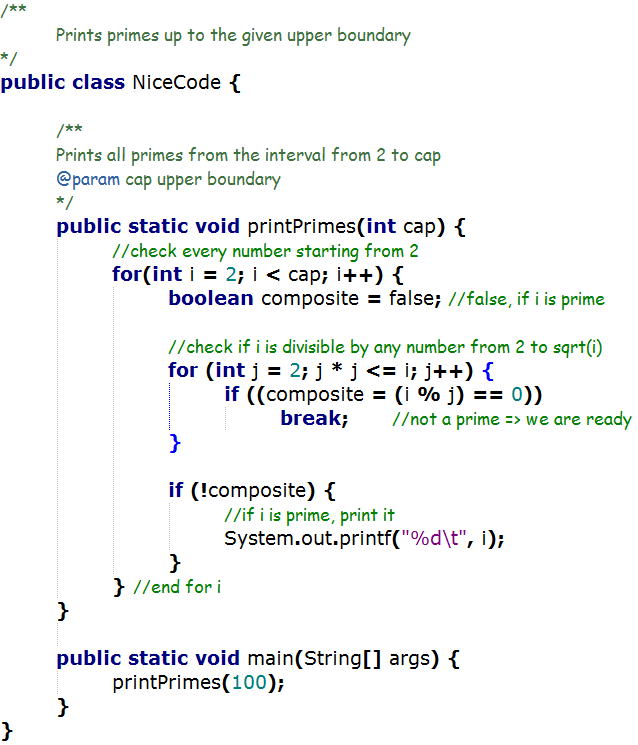 /**
Prints primes up to the given upper boundary
*/
public class NiceCode {
/**
Prints all primes from the interval from 2 to cap
@param cap upper boundary
*/
public static void printPrimes(int cap) {
//check every number starting from 2
for(int i = 2; i < cap; i++) {
boolean composite = false; //false, if i is prime
//check if i is divisible by any number from 2 to sqrt(i)
for (int j = 2; j * j <= i; j++) {
if ((composite = (i % j) == 0))
break; //not a prime => we are ready
}
if (!composite) {
//if i is prime, print it
System.out.printf("%d\t", i);
}
} //end for i
}
public static void main(String[] args) {
printPrimes(100);
}
}